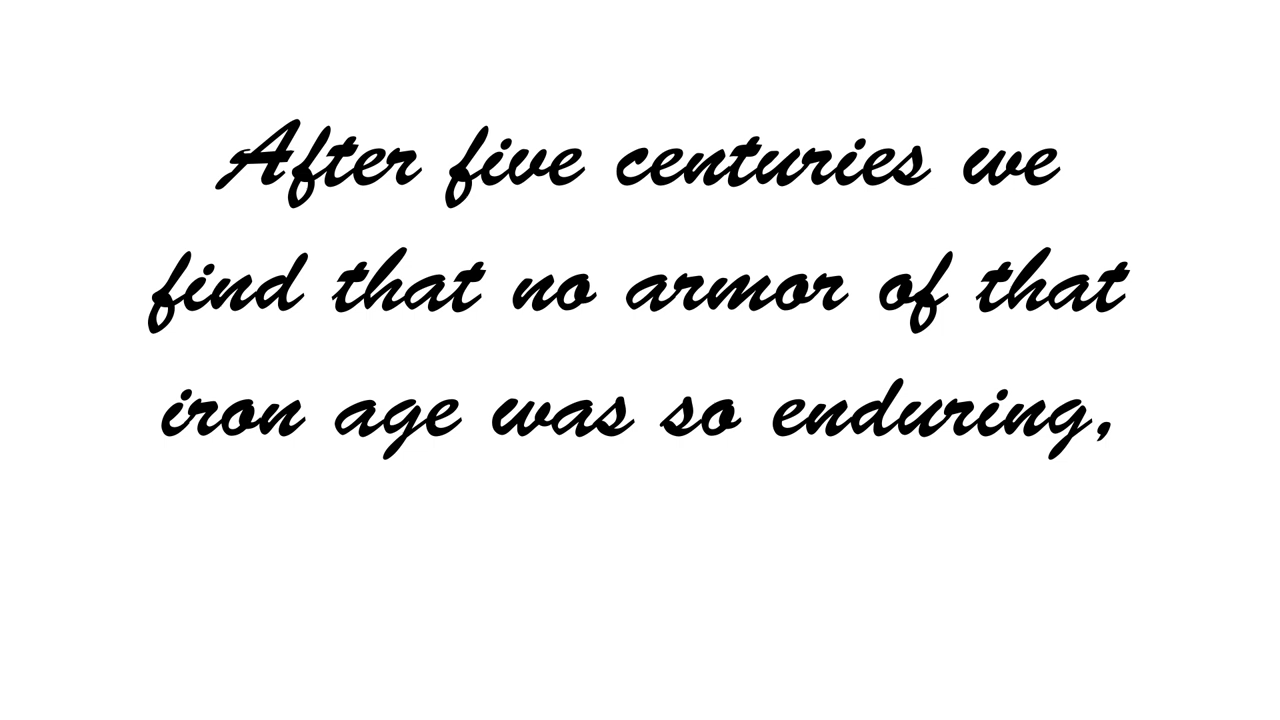 After five centuries we
find that no armor of that
iron age was so enduring,